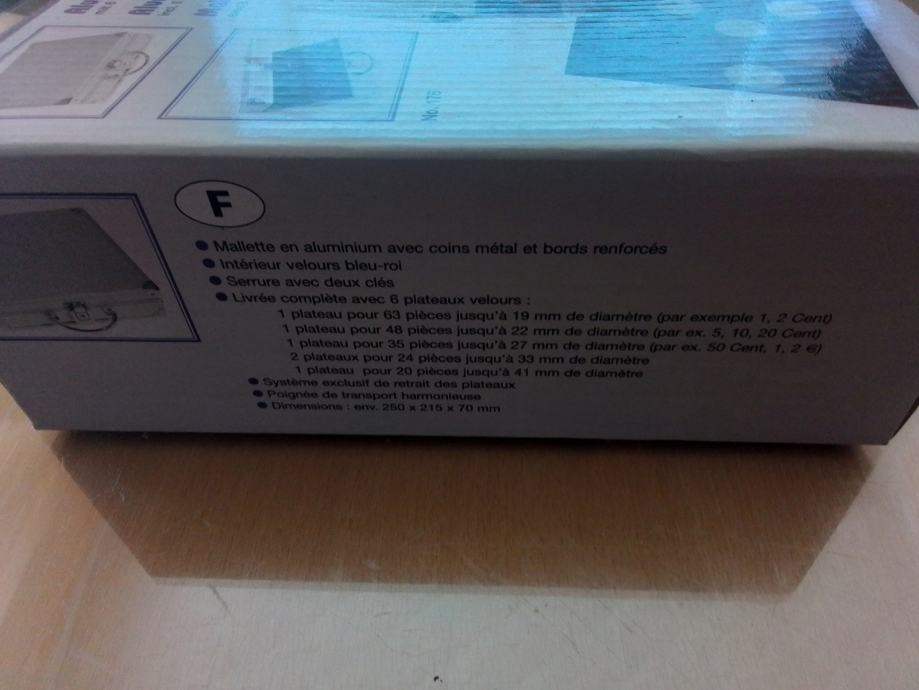 No. 176
F
● Mallette en aluminium avec coins métal et bords renforcés
● Intérieur velours bleu-roi
● Serrure avec deux clés
● Livrée complète avec 6 plateaux velours :
1 plateau pour 63 pièces jusqu'à 19 mm de diamètre (par exemple 1, 2 Cent)
1 plateau pour 48 pièces jusqu'à 22 mm de diamètre (par ex. 5, 10, 20 Cent)
1 plateau pour 35 pièces jusqu'à 27 mm de diamètre (par ex. 50 Cent, 1, 2 €)
2 plateaux pour 24 pièces jusqu'à 33 mm de diamètre
1 plateau pour 20 pièces jusqu'à 41 mm de diamètre
● Système exclusif de retrait des plateaux
● Poignée de transport harmonieuse
● Dimensions : env. 250 x 215 x 70 mm